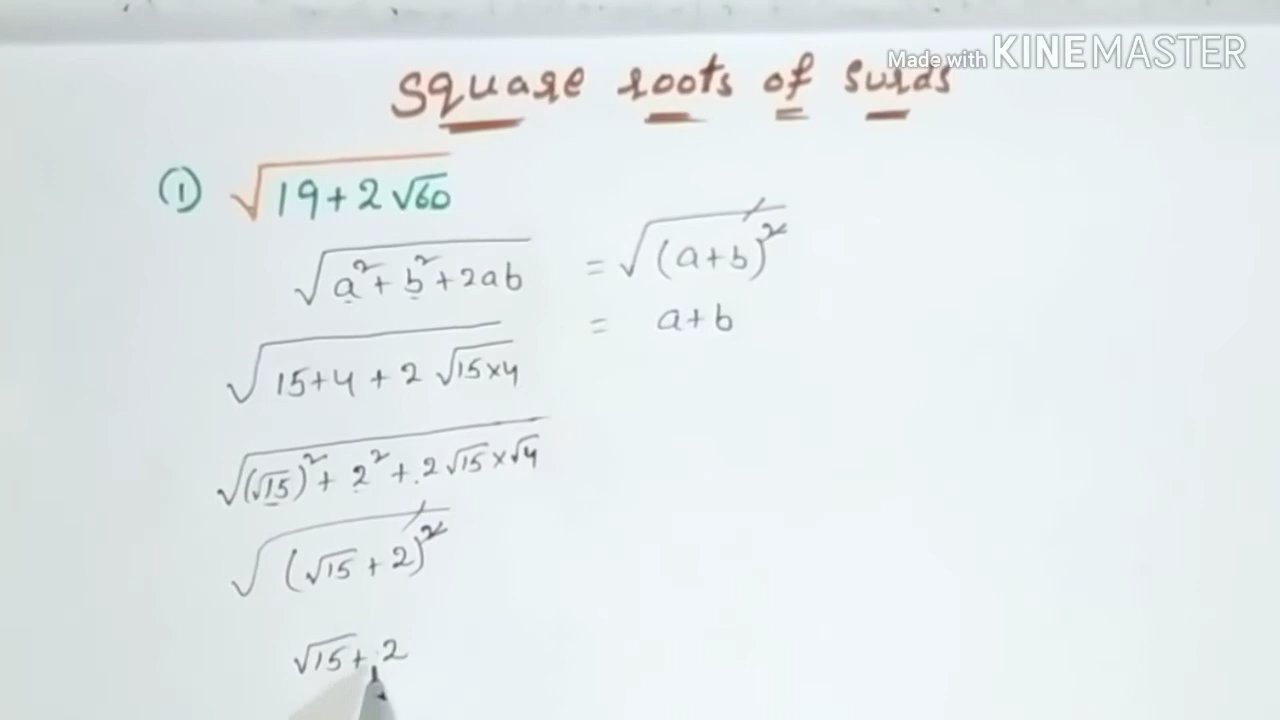 Made with KINEMASTER
Square roots of surds
① √(19+2√60)
√(a²+b²+2ab) = √(a+b)²
= a+b
√(15+4+2√(15×4))
√((√15)²+2²+.2√15×√4)
√(√15+2)²
√15+2